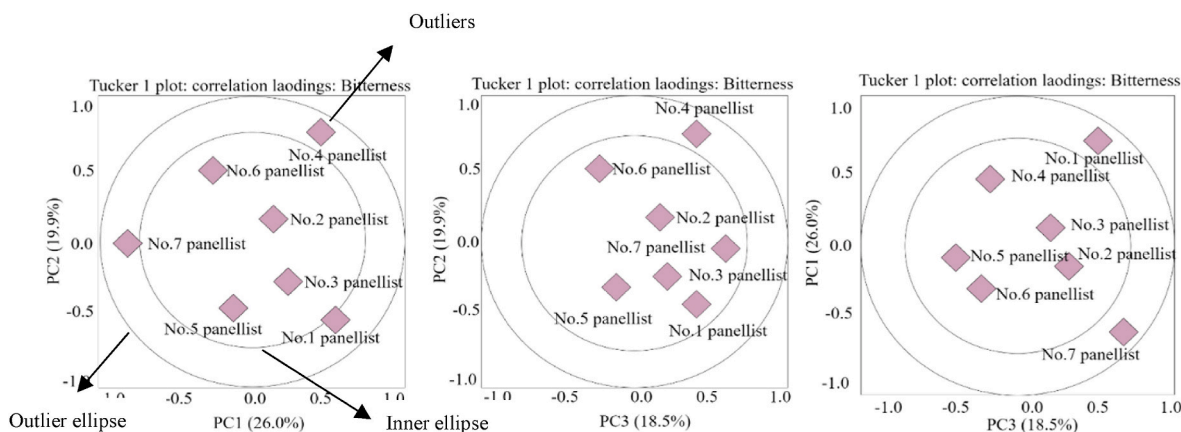 Outliers
Tucker 1 plot: correlation laodings: Bitterness
1.0
0.5
0.0
-0.5
-1.0
PC2 (19.9%)
No.4 panellist
No.6 panellist
No.2 panellist
No.7 panellist
No.3 panellist
No.5 panellist
No.1 panellist
-0.5
0.0
0.5
1.0
PC1 (26.0%)
Outlier ellipse
Inner ellipse
Tucker 1 plot: correlation laodings: Bitterness
1.0
0.5
0.0
-0.5
-1.0
PC2 (19.9%)
No.4 panellist
No.6 panellist
No.2 panellist
No.7 panellist
No.3 panellist
No.5 panellist
No.1 panellist
-1.0
-0.5
0.0
0.5
1.0
PC3 (18.5%)
Tucker 1 plot: correlation laodings: Bitterness
1.0
0.5
0.0
-0.5
-1.0
PC1 (26.0%)
No.1 panellist
No.4 panellist
No.3 panellist
No.5 panellist
No.2 panellist
No.6 panellist
No.7 panellist
-1.0
-0.5
0.0
0.5
1.0
PC3 (18.5%)